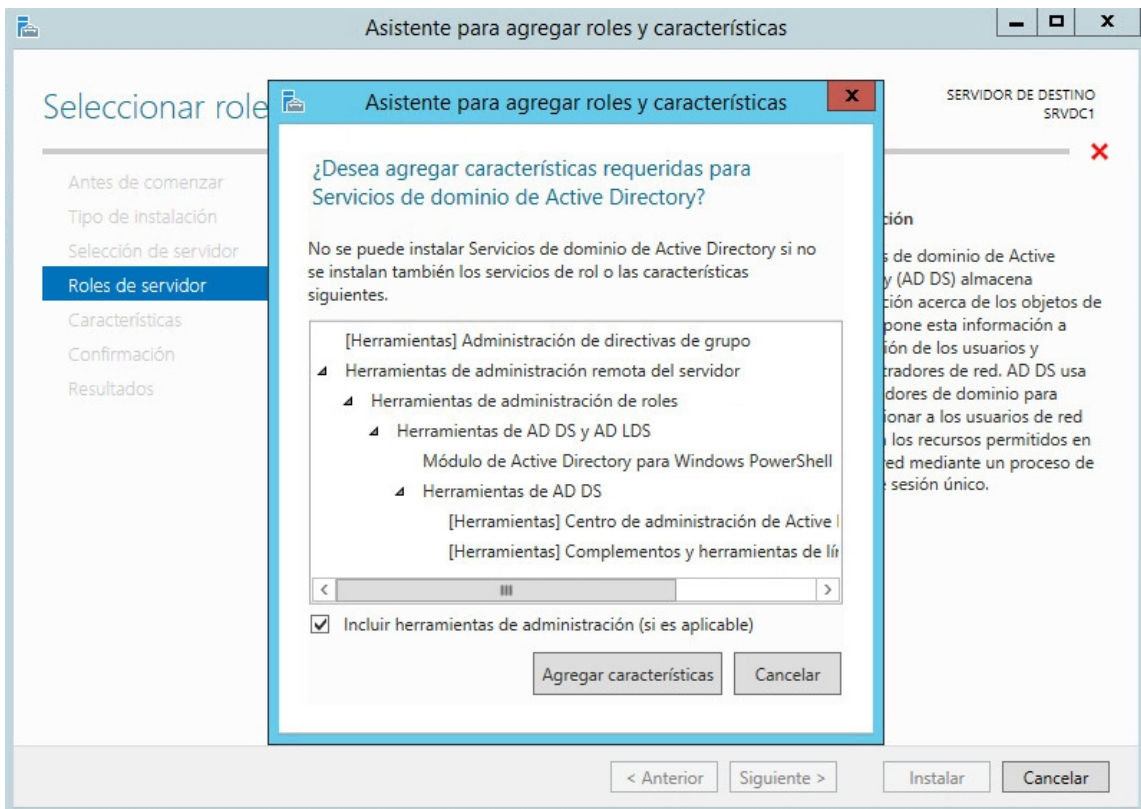 Asistente para agregar roles y características
Seleccionar role
SERVIDOR DE DESTINO
SRVDC1
Antes de comenzar
Tipo de instalación
Selección de servidor
Roles de servidor
Características
Confirmación
Resultados
Asistente para agregar roles y características
¿Desea agregar características requeridas para
Servicios de dominio de Active Directory?
No se puede instalar Servicios de dominio de Active Directory si no
se instalan también los servicios de rol o las características
siguientes.
[Herramientas] Administración de directivas de grupo
Herramientas de administración remota del servidor
Herramientas de administración de roles
Herramientas de AD DS y AD LDS
Módulo de Active Directory para Windows PowerShell
Herramientas de AD DS
[Herramientas] Centro de administración de Active
[Herramientas] Complementos y herramientas de
Incluir herramientas de administración (si es aplicable)
Agregar características
Cancelar
ción
s de dominio de Active
y (AD DS) almacena
ción acerca de los objetos de
pone esta información a
ión de los usuarios y
tradores de red. AD DS usa
dores de dominio para
ionar a los usuarios de red
los recursos permitidos en
red mediante un proceso de
sesión único.
< Anterior
Siguiente >
Instalar
Cancelar